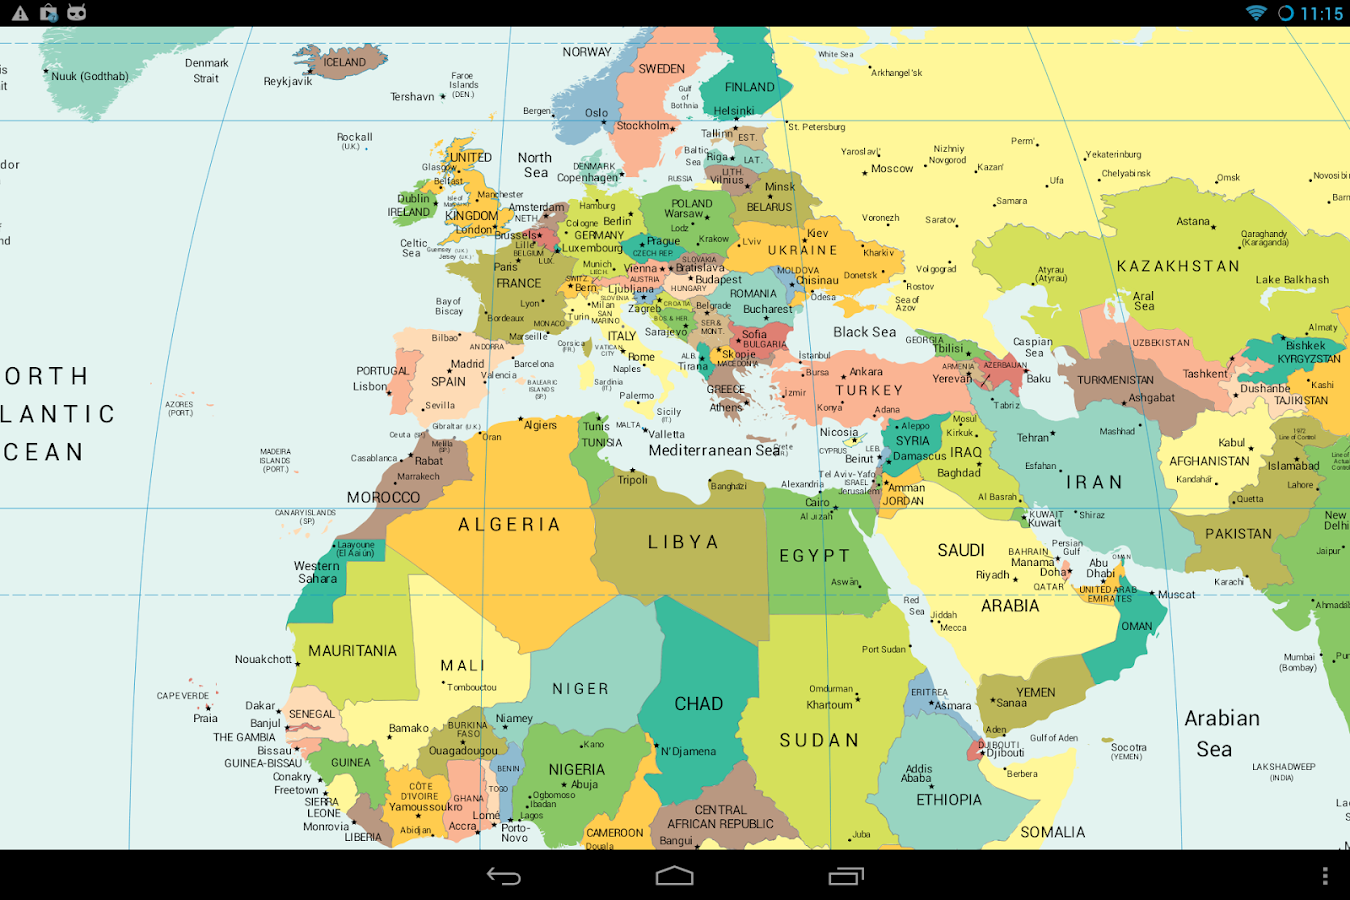 11:15
NORWAY
ICELAND
SWEDEN
FINLAND
White Sea
Denmark
Strait
Nuuk (Godthab)
Reykjavik
Faroe
Islands
(DEN.)
Tershavn
Arkhangel'sk
Gulf
of
Bothnia
Bergen
Oslo
Helsinki
Stockholm
Tallinn
EST.
St. Petersburg
Rockall
(U.K.)
North
Sea
UNITED
KINGDOM
Glasgow
Belfast
Isle of
Manchester
Dublin
IRELAND
London
Celtic
Sea
Guernsey (U.K.)
Jersey (U.K.)
DENMARK
Copenhagen
Baltic
Sea
Riga
LAT.
LITH.
Vilnius
RUSSIA
Minsk
BELARUS
Yaroslavl'
Moscow
Nizhniy
Novgorod
Perm'
Kazan'
Yekaterinburg
Chelyabinsk
Ufa
Omsk
Samara
Saratov
Voronezh
Volgograd
Rostov
Sea of
Azov
Amsterdam
NETH.
Brussels
Lille
BELGIUM
LUX.
Luxembourg
Hamburg
Berlin
Cologne
GERMANY
Munich
LIECH.
POLAND
Warsaw
Lodz
Krakow
Prague
CZECH REP.
SLOVAKIA
Vienna
Bratislava
AUSTRIA
Budapest
HUNGARY
L'viv
Kiev
UKRAINE
Kharkiv
Donets'k
MOLDOVA
Chisinau
Odesa
Paris
FRANCE
Lyon
Bordeaux
Marseille
MONACO
Bay of
Biscay
SWITZ.
Bern
Milan
Turin
SAN
MARINO
ITALY
VATICAN
CITY
Rome
Naples
Corsica
(FR.)
Sardinia
(IT.)
Palermo
Sicily
(IT.)
Ljubljana
SLOVENIA
Zagreb
CROATIA
BOS & HER.
Sarajevo
Belgrade
SER &
MONT.
ROMANIA
Bucharest
Sofia
BULGARIA
Skopje
MACEDONIA
ALB.
Tirana
GREECE
Athens
Crete
Black Sea
PORTUGAL
Lisbon
SPAIN
Madrid
Bilbao
ANDORRA
Barcelona
Valencia
BALEARIC
ISLANDS
(SP.)
Sevilla
Gibraltar (U.K.)
Ceuta (SP.)
Melilla
(SP.)
AZORES
(PORT.)
MADEIRA
ISLANDS
(PORT.)
CANARY ISLANDS
(SP)
ORTH
LANTIC
CEAN
İstanbul
Bursa
Ankara
TURKEY
Izmir
Konya
Adana
GEORGIA
Tbilisi
ARMENIA
Yerevan
AZERBAIJAN
Baku
Caspian
Sea
Tabriz
KAZAKHSTAN
Astana
Qaraghandy
(Karaganda)
Atyrau
(Atyrau)
Lake Balkhash
Aral
Sea
UZBEKISTAN
Almaty
Bishkek
KYRGYZSTAN
Tashkent
Kashi
Dushanbe
TAJIKISTAN
TURKMENISTAN
Ashgabat
Mashhad
Tehran
Esfahan
IRAN
Shiraz
Kabul
AFGHANISTAN
Kandahar
1972
Line of Control
Islamabad
Lahore
Quetta
PAKISTAN
Karachi
New
Delhi
Jaipur
Ahmadab
Mumbai
(Bombay)
Pun
Casablanca
Rabat
Marrakech
MOROCCO
Oran
Algiers
ALGERIA
Tunis
TUNISIA
MALTA
Valletta
Mediterranean Sea
Tripoli
Banghazi
LIBYA
Nicosia
CYPRUS
LEB.
Beirut
Aleppo
SYRIA
Damascus
Tel Aviv-Yafo
ISRAEL
Jerusalem
Amman
JORDAN
Mosul
Kirkuk
IRAQ
Baghdad
Al Basrah
Alexandria
Cairo
Al Jizah
EGYPT
Aswân
KUWAIT
Kuwait
SAUDI
ARABIA
Riyadh
BAHRAIN
Manama
Persian
Gulf
Doha
QATAR
Abu
Dhabi
OMAN
UNITED ARAB
EMIRATES
Muscat
OMAN
Red
Sea
Jiddah
Mecca
Laayoune
(El Aaiún)
Western
Sahara
MAURITANIA
Nouakchott
MALI
Tombouctou
NIGER
CHAD
SUDAN
Port Sudan
Omdurman
Khartoum
ERITREA
Asmara
YEMEN
Sanaa
Aden
Gulf of Aden
Socotra
(YEMEN)
Arabian
Sea
LAKSHADWEEP
(INDIA)
DJIBOUTI
Djibouti
Berbera
Addis
Ababa
ETHIOPIA
SOMALIA
Juba
CAPE VERDE
Praia
Dakar
SENEGAL
Banjul
THE GAMBIA
Bissau
GUINEA-BISSAU
GUINEA
Conakry
Freetown
SIERRA
LEONE
Monrovia
LIBERIA
Bamako
BURKINA
FASO
Ouagadougou
CÔTE
D'IVOIRE
Yamoussoukro
Abidjan
GHANA
Accra
TOGO
Lomé
BENIN
Porto-
Novo
Niamey
Kano
NIGERIA
Abuja
Ogbomoso
Ibadan
Lagos
N'Djamena
CAMEROON
Douala
CENTRAL
AFRICAN REPUBLIC
Bangui